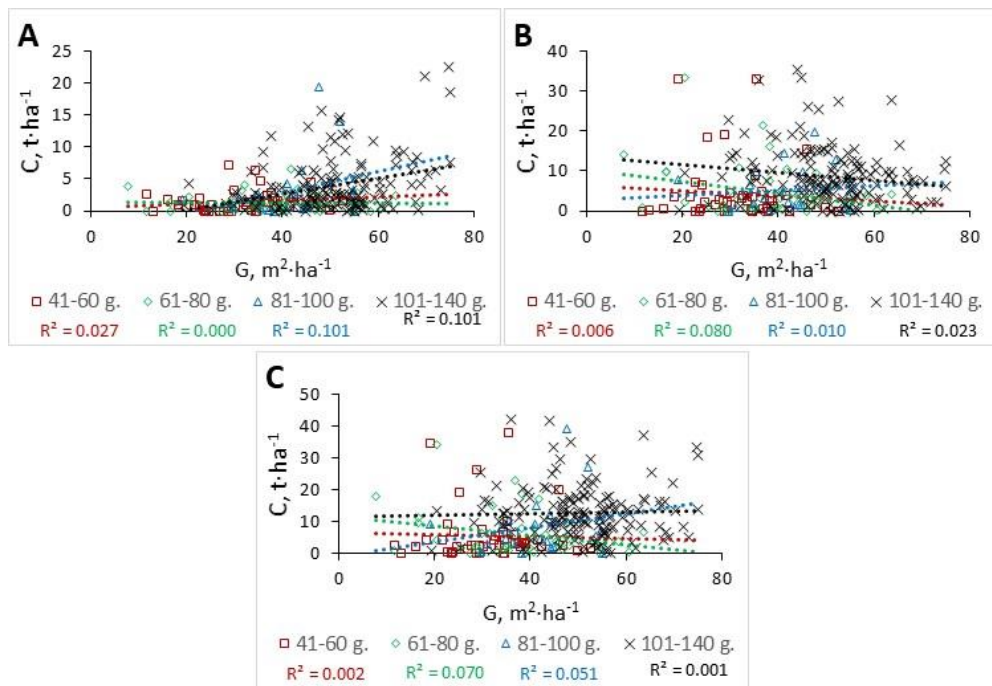 A
25
20
15
10
5
0
C, t·ha⁻¹
0 20 40 60 80
G, m²·ha⁻¹
41-60 g. 61-80 g. 81-100 g. 101-140 g.
R² = 0.027 R² = 0.000 R² = 0.101 R² = 0.101
B
40
30
20
10
0
C, t·ha⁻¹
0 20 40 60 80
G, m²·ha⁻¹
41-60 g. 61-80 g. 81-100 g. 101-140 g.
R² = 0.006 R² = 0.080 R² = 0.010 R² = 0.023
C
50
40
30
20
10
0
C, t·ha⁻¹
0 20 40 60 80
G, m²·ha⁻¹
41-60 g. 61-80 g. 81-100 g. 101-140 g.
R² = 0.002 R² = 0.070 R² = 0.051 R² = 0.001